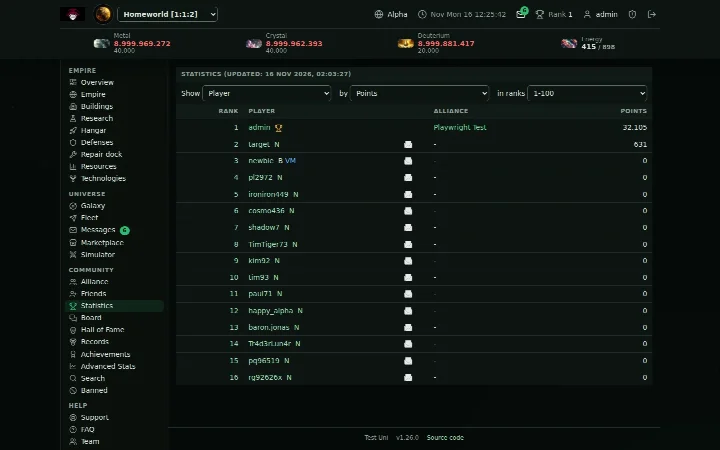 Homeworld [1:1:2]
Alpha
Nov Mon 16 12:25:42
6
Rank 1
admin
Metal
8.999.969.272
40.000
Crystal
8.999.962.393
40.000
Deuterium
8.999.881.417
20.000
Energy
415 / 898
EMPIRE
Overview
Empire
Buildings
Research
Hangar
Defenses
Repair dock
Resources
Technologies
UNIVERSE
Galaxy
Fleet
Messages 6
Marketplace
Simulator
COMMUNITY
Alliance
Friends
Statistics
Board
Hall of Fame
Records
Achievements
Advanced Stats
Search
Banned
HELP
Support
FAQ
Team
STATISTICS (UPDATED: 16 NOV 2026, 02:03:27)
Show Player by Points in ranks 1-100
RANK PLAYER ALLIANCE POINTS
1 admin Playwright Test 32.105
2 target N - 631
3 newbie B VM - 0
4 pl2972 N - 0
5 ironiron449 N - 0
6 cosmo436 N - 0
7 shadow7 N - 0
8 TimTiger73 N - 0
9 kim92 N - 0
10 tim93 N - 0
11 paul71 N - 0
12 happy_alpha N - 0
13 baron.jonas N - 0
14 Tr4d3rLun4r N - 0
15 pq96519 N - 0
16 rg92626x N - 0
Test Uni v1.26.0 Source code